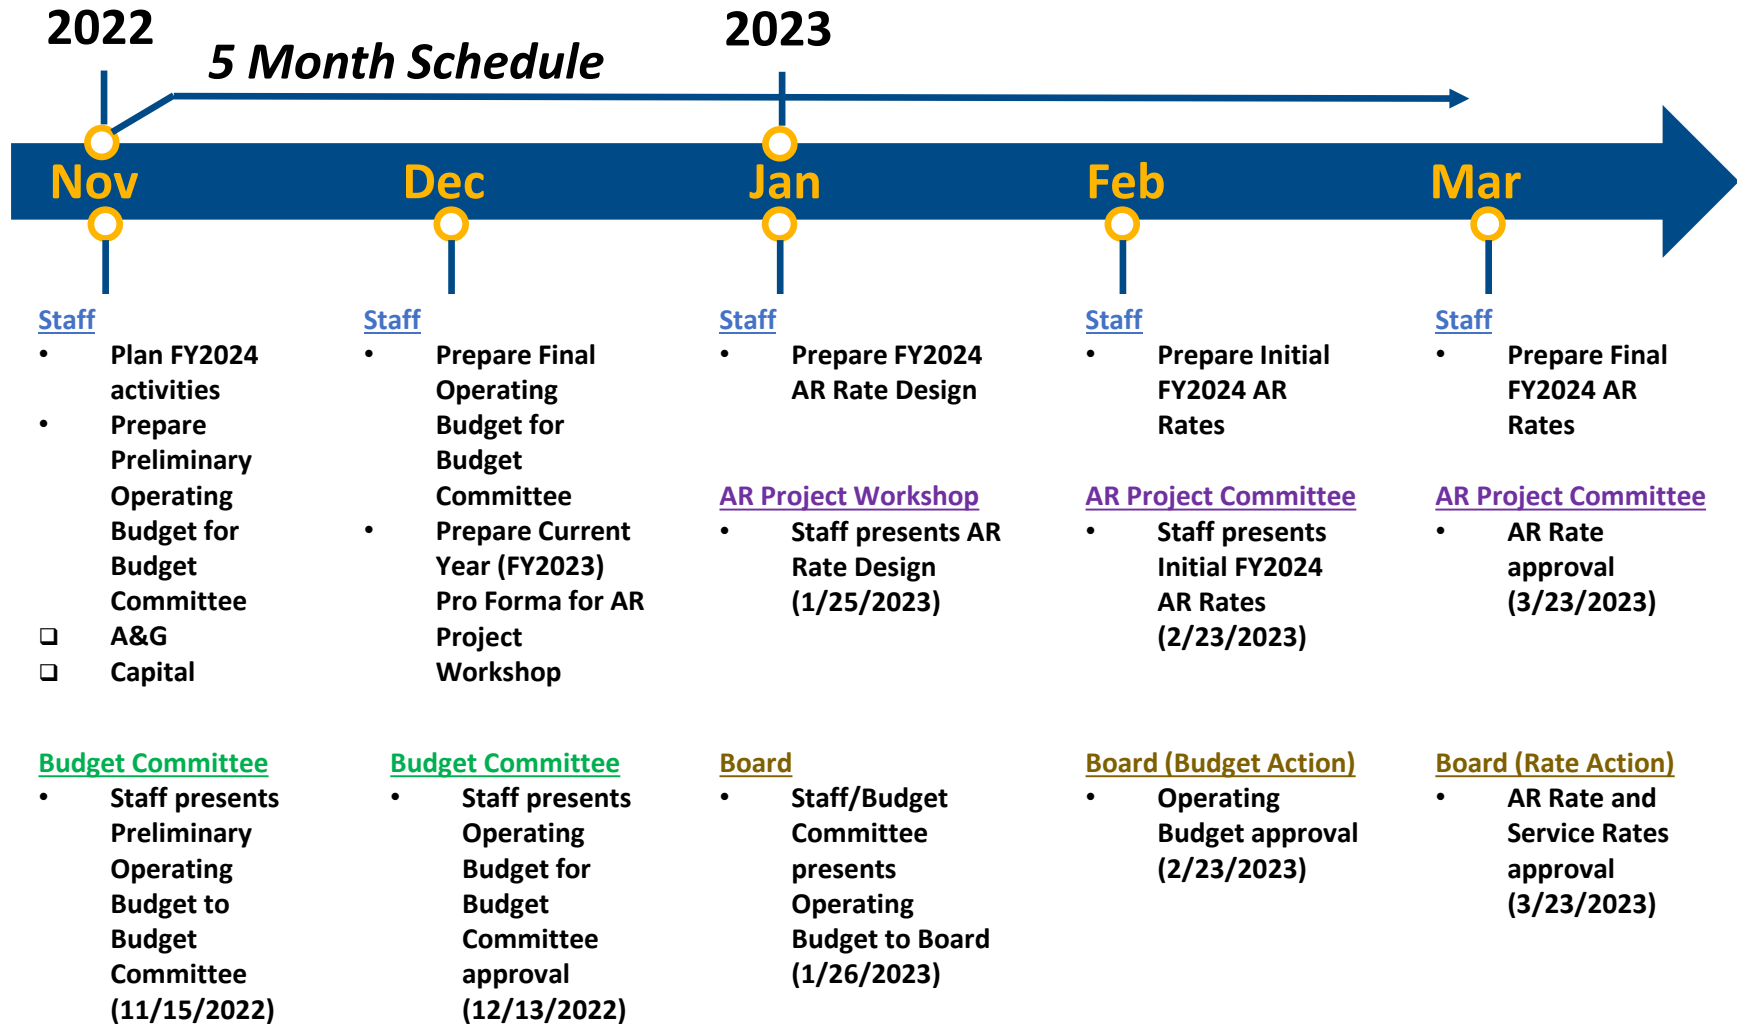 2022
5 Month Schedule
2023
Nov
Dec
Jan
Feb
Mar
Staff
• Plan FY2024
activities
• Prepare
Preliminary
Operating
Budget for
Budget
Committee
❑ A&G
❑ Capital
Budget Committee
• Staff presents
Preliminary
Operating
Budget to
Budget
Committee
(11/15/2022)
Staff
• Prepare Final
Operating
Budget for
Budget
Committee
• Prepare Current
Year (FY2023)
Pro Forma for AR
Project
Workshop
Budget Committee
• Staff presents
Operating
Budget for
Budget
Committee
approval
(12/13/2022)
Staff
• Prepare FY2024
AR Rate Design
AR Project Workshop
• Staff presents AR
Rate Design
(1/25/2023)
Board
• Staff/Budget
Committee
presents
Operating
Budget to Board
(1/26/2023)
Staff
• Prepare Initial
FY2024 AR
Rates
AR Project Committee
• Staff presents
Initial FY2024
AR Rates
(2/23/2023)
Board (Budget Action)
• Operating
Budget approval
(2/23/2023)
Staff
• Prepare Final
FY2024 AR
Rates
AR Project Committee
• AR Rate
approval
(3/23/2023)
Board (Rate Action)
• AR Rate and
Service Rates
approval
(3/23/2023)